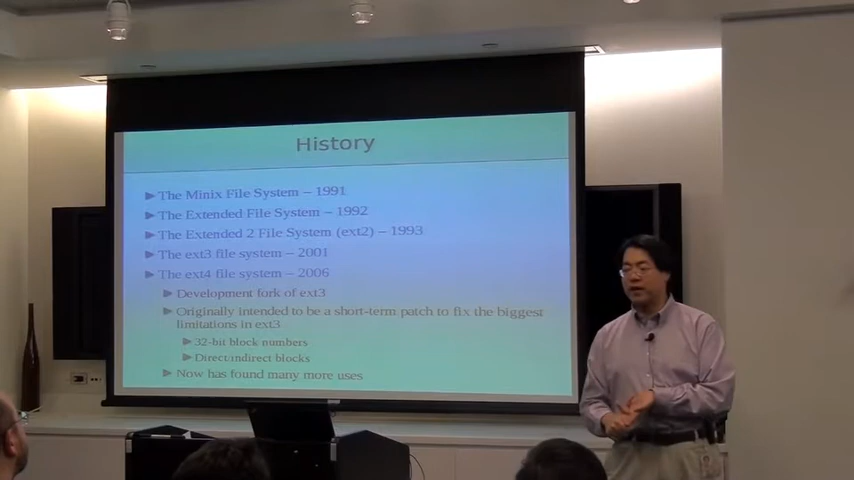 History
The Minix File System – 1991
The Extended File System – 1992
The Extended 2 File System (ext2) – 1993
The ext3 file system – 2001
The ext4 file system – 2006
Development fork of ext3
Originally intended to be a short-term patch to fix the biggest
limitations in ext3
32-bit block numbers
Direct/indirect blocks
Now has found many more uses